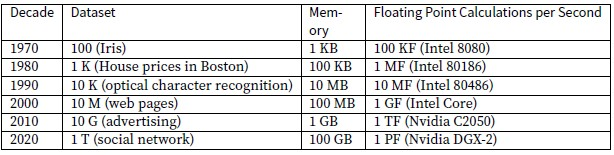 Decade Dataset Mem- Floating Point Calculations per Second
ory
1970 100 (Iris) 1 KB 100 KF (Intel 8080)
1980 1 K (House prices in Boston) 100 KB 1 MF (Intel 80186)
1990 10 K (optical character recognition) 10 MB 10 MF (Intel 80486)
2000 10 M (web pages) 100 MB 1 GF (Intel Core)
2010 10 G (advertising) 1 GB 1 TF (Nvidia C2050)
2020 1 T (social network) 100 GB 1 PF (Nvidia DGX-2)